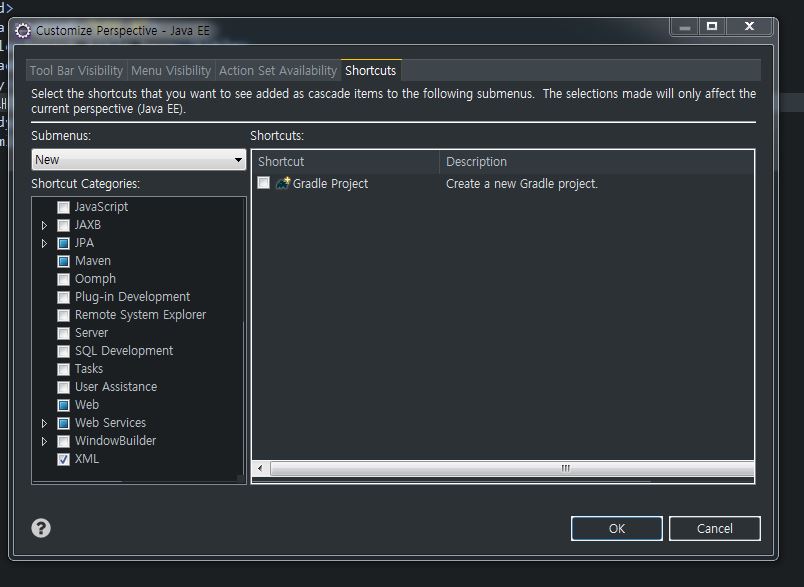 Customize Perspective - Java EE
Tool Bar Visibility Menu Visibility Action Set Availability Shortcuts
Select the shortcuts that you want to see added as cascade items to the following submenus. The selections made will only affect the
current perspective (Java EE).
Submenus:
New
Shortcut Categories:
JavaScript
JAXB
JPA
Maven
Oomph
Plug-in Development
Remote System Explorer
Server
SQL Development
Tasks
User Assistance
Web
Web Services
WindowBuilder
XML
Shortcuts:
Shortcut Description
Gradle Project Create a new Gradle project.
OK Cancel